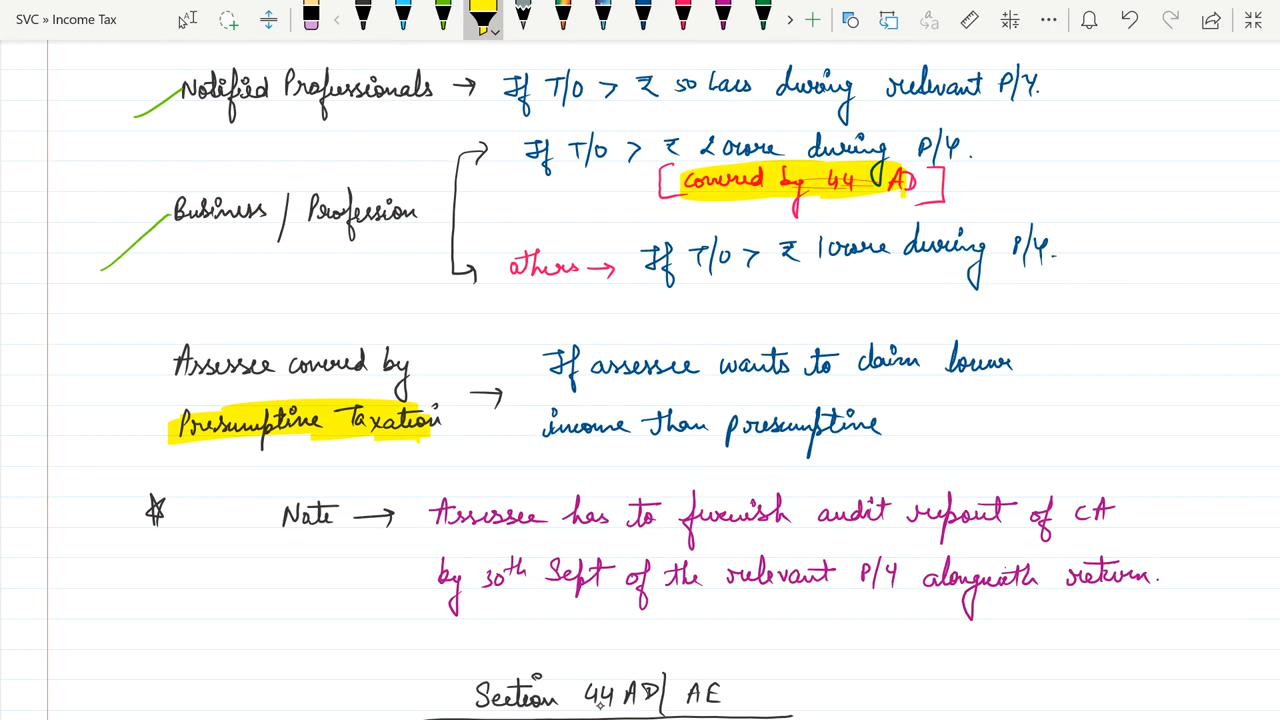 SVC » Income Tax
Notified Professionals → If T/O > ₹ 50 Lacs during relevant P/Y.
If T/O > ₹ 2 crore during P/Y.
[covered by 44 AD]
Business / Profession
others → If T/O > ₹ 1 crore during P/Y.
Assessee covered by → If assessee wants to claim lower
Presumptive Taxation income than presumptive
Note → Assessee has to furnish audit report of CA
by 30th Sept of the relevant P/Y alongwith return.
Section 44 AD/ AE